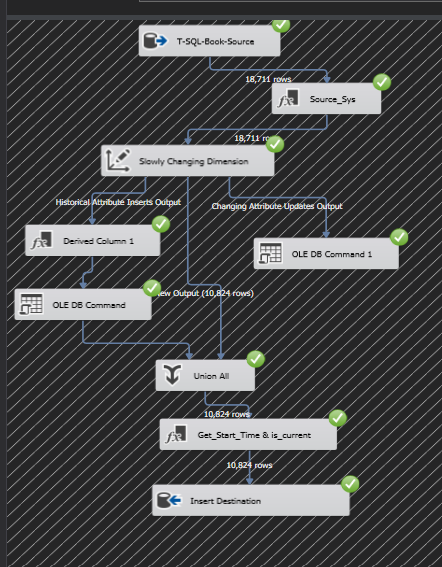 T-SQL-Book-Source
18,711 rows
Source_Sys
18,711 rows
Slowly Changing Dimension
Historical Attribute Inserts Output
Changing Attribute Updates Output
Derived Column 1
OLE DB Command 1
New Output (10,824 rows)
OLE DB Command
Union All
10,824 rows
Get_Start_Time & is_current
10,824 rows
Insert Destination